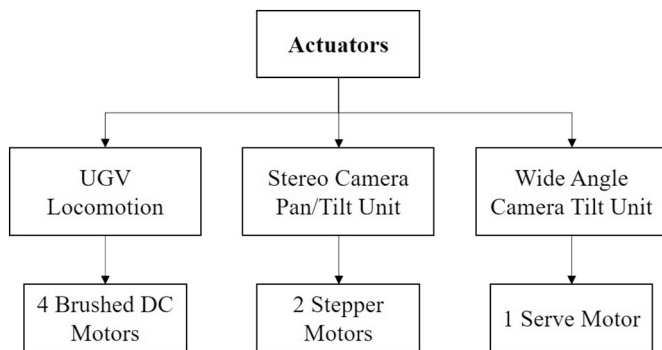 Actuators
UGV
Locomotion
Stereo Camera
Pan/Tilt Unit
Wide Angle
Camera Tilt Unit
4 Brushed DC
Motors
2 Stepper
Motors
1 Serve Motor